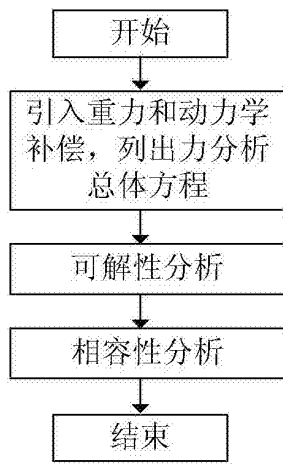 开始
引入重力和动力学
补偿，列出力分析
总体方程
可解性分析
相容性分析
结束